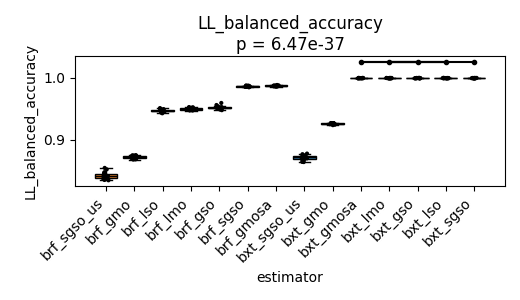 LL_balanced_accuracy
p = 6.47e-37
LL_balanced_accuracy
1.0
0.9
brf_sgso_us
brf_gmo
brf_lso
brf_lmo
brf_gso
brf_sgso
brf_gmosa
bxt_sgso_us
bxt_gmo
bxt_gmosa
bxt_lmo
bxt_gso
bxt_lso
bxt_sgso
estimator